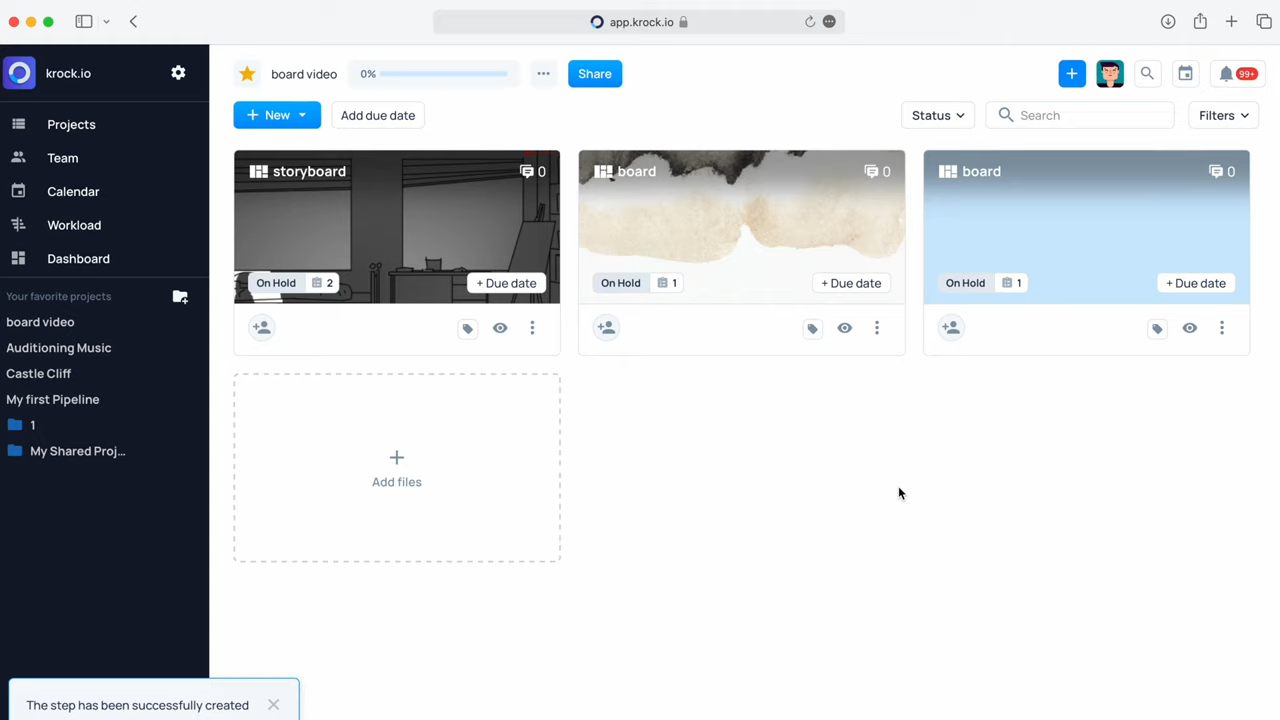 app.krock.io
krock.io
board video
0%
Share
99+
New
Add due date
Status
Search
Filters
Projects
Team
Calendar
Workload
Dashboard
Your favorite projects
board video
Auditioning Music
Castle Cliff
My first Pipeline
1
My Shared Proj...
storyboard
0
On Hold
2
+ Due date
board
0
On Hold
1
+ Due date
board
0
On Hold
1
+ Due date
Add files
The step has been successfully created